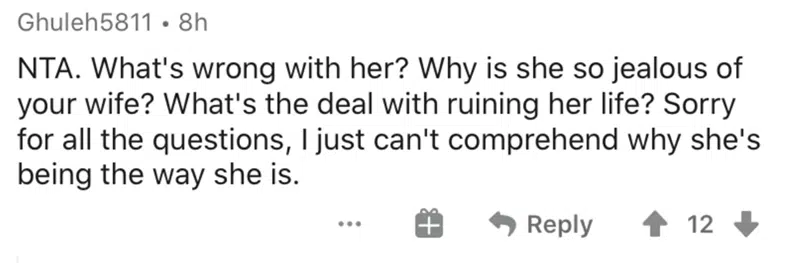 Ghuleh5811 • 8h
NTA. What's wrong with her? Why is she so jealous of
your wife? What's the deal with ruining her life? Sorry
for all the questions, I just can't comprehend why she's
being the way she is.
... Reply 12